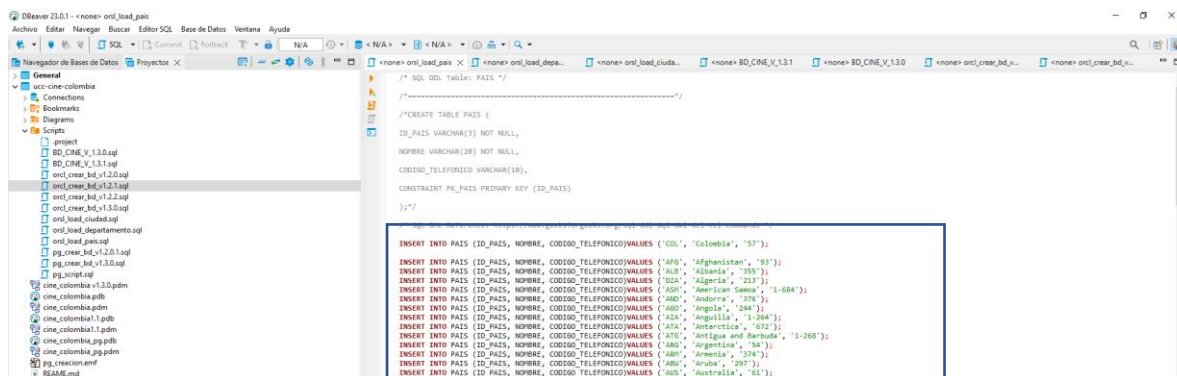 DBeaver 23.0.1 - <none> orsl_load_pais
Archivo Editar Navegar Buscar Editor SQL Base de Datos Ventana Ayuda
SQL Commit Rollback N/A < N/A > < N/A >
Navegador de Bases de Datos Proyectos
<none> orsl_load_pais <none> orsl_load_depa... <none> orsl_load_ciuda... <none> BD_CINE_V_1.3.1 <none> BD_CINE_V_1.3.0 <none> orcl_crear_bd_v... <none> orcl_crear_bd_v...
General
ucc-cine-colombia
Connections
Bookmarks
Diagrams
Scripts
.project
BD_CINE_V_1.3.0.sql
BD_CINE_V_1.3.1.sql
orcl_crear_bd_v1.2.0.sql
orcl_crear_bd_v1.2.1.sql
orcl_crear_bd_v1.2.2.sql
orcl_crear_bd_v1.3.0.sql
orsl_load_ciudad.sql
orsl_load_departamento.sql
orsl_load_pais.sql
pg_crear_bd_v1.2.0.1.sql
pg_crear_bd_v1.3.0.sql
pg_script.sql
cine_colombia v1.3.0.pdm
cine_colombia.pdb
cine_colombia.pdm
cine_colombia1.1.pdb
cine_colombia1.1.pdm
cine_colombia_pg.pdb
cine_colombia_pg.pdm
pg_creacion.emf
REAME.md
/* SQL DDL Table: PAIS */
/*==============================================================*/
/*CREATE TABLE PAIS (
ID_PAIS VARCHAR(3) NOT NULL,
NOMBRE VARCHAR(20) NOT NULL,
CODIGO_TELEFONICO VARCHAR(10),
CONSTRAINT PK_PAIS PRIMARY KEY (ID_PAIS)
);*/
INSERT INTO PAIS (ID_PAIS, NOMBRE, CODIGO_TELEFONICO)VALUES ('COL', 'Colombia', '57');
INSERT INTO PAIS (ID_PAIS, NOMBRE, CODIGO_TELEFONICO)VALUES ('AFG', 'Afghanistan', '93');
INSERT INTO PAIS (ID_PAIS, NOMBRE, CODIGO_TELEFONICO)VALUES ('ALB', 'Albania', '355');
INSERT INTO PAIS (ID_PAIS, NOMBRE, CODIGO_TELEFONICO)VALUES ('DZA', 'Algeria', '213');
INSERT INTO PAIS (ID_PAIS, NOMBRE, CODIGO_TELEFONICO)VALUES ('ASM', 'American Samoa', '1-684');
INSERT INTO PAIS (ID_PAIS, NOMBRE, CODIGO_TELEFONICO)VALUES ('AND', 'Andorra', '376');
INSERT INTO PAIS (ID_PAIS, NOMBRE, CODIGO_TELEFONICO)VALUES ('AGO', 'Angola', '244');
INSERT INTO PAIS (ID_PAIS, NOMBRE, CODIGO_TELEFONICO)VALUES ('AIA', 'Anguilla', '1-264');
INSERT INTO PAIS (ID_PAIS, NOMBRE, CODIGO_TELEFONICO)VALUES ('ATA', 'Antarctica', '672');
INSERT INTO PAIS (ID_PAIS, NOMBRE, CODIGO_TELEFONICO)VALUES ('ATG', 'Antigua and Barbuda', '1-268');
INSERT INTO PAIS (ID_PAIS, NOMBRE, CODIGO_TELEFONICO)VALUES ('ARG', 'Argentina', '54');
INSERT INTO PAIS (ID_PAIS, NOMBRE, CODIGO_TELEFONICO)VALUES ('ARM', 'Armenia', '374');
INSERT INTO PAIS (ID_PAIS, NOMBRE, CODIGO_TELEFONICO)VALUES ('ABW', 'Aruba', '297');
INSERT INTO PAIS (ID_PAIS, NOMBRE, CODIGO_TELEFONICO)VALUES ('AUS', 'Australia', '61');